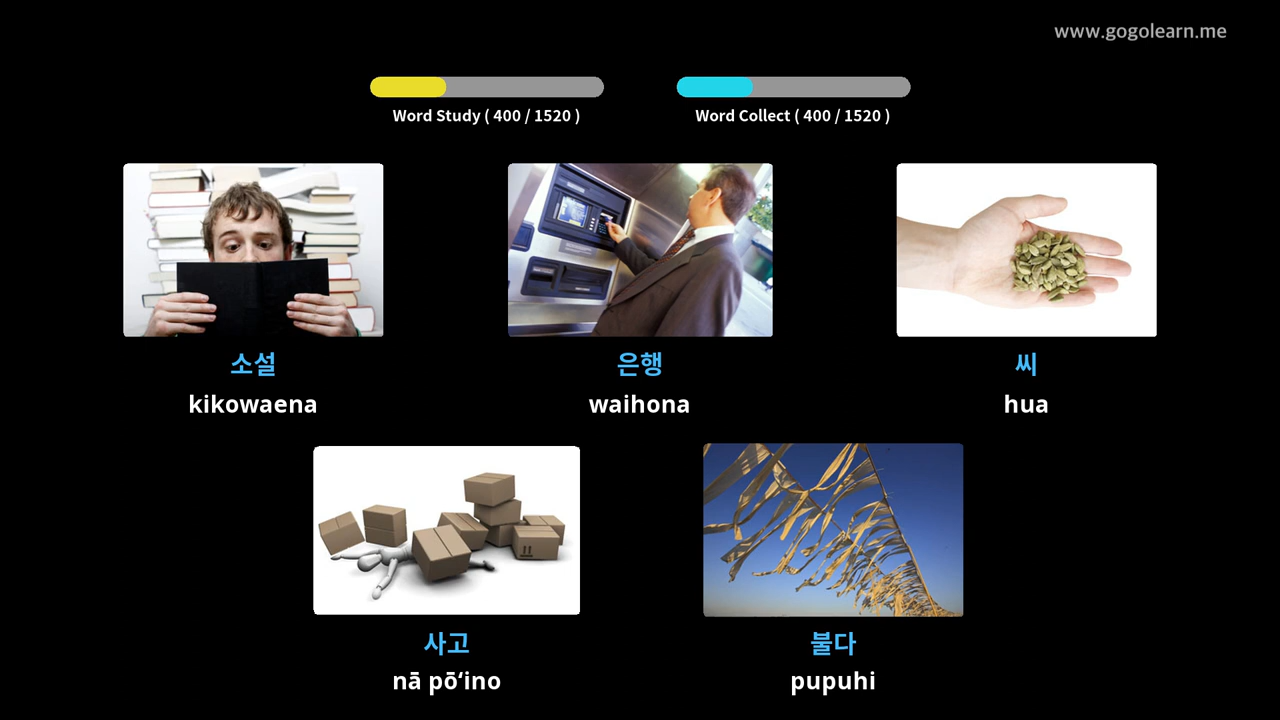 www.gogolearn.me
Word Study ( 400 / 1520 )
Word Collect ( 400 / 1520 )
소설
kikowaena
은행
waihona
씨
hua
사고
nā pōʻino
불다
pupuhi